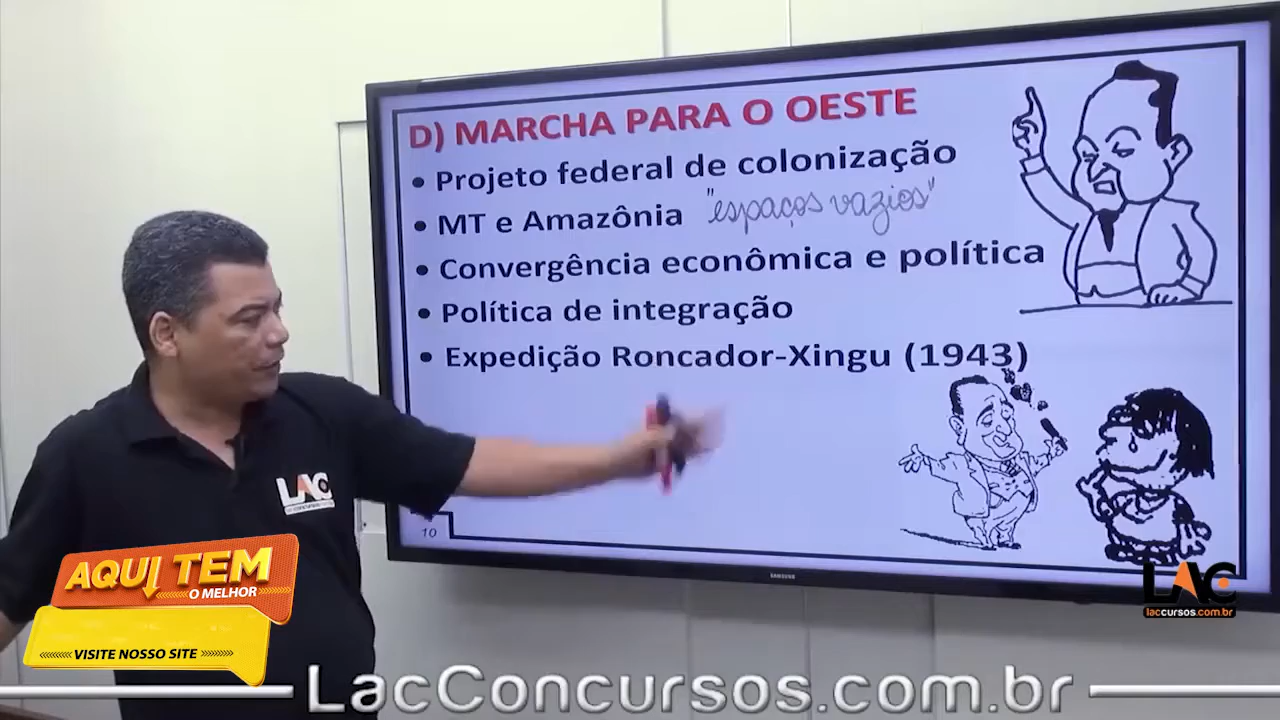 D) MARCHA PARA O OESTE
• Projeto federal de colonização
• MT e Amazônia "espaços vazios"
• Convergência econômica e política
• Política de integração
• Expedição Roncador-Xingu (1943)
10
SAMSUNG
LAC
AQUI TEM
O MELHOR
VISITE NOSSO SITE
LAC
laccursos.com.br
LacConcursos.com.br